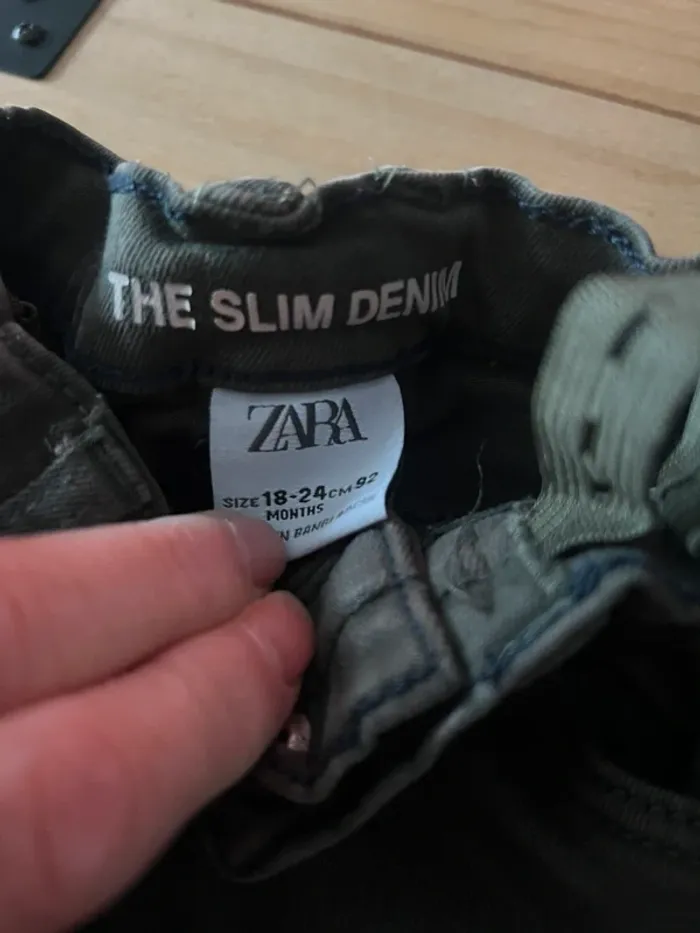 THE SLIM DENIM
ZARA
SIZE 18-24 CM 92
MONTHS